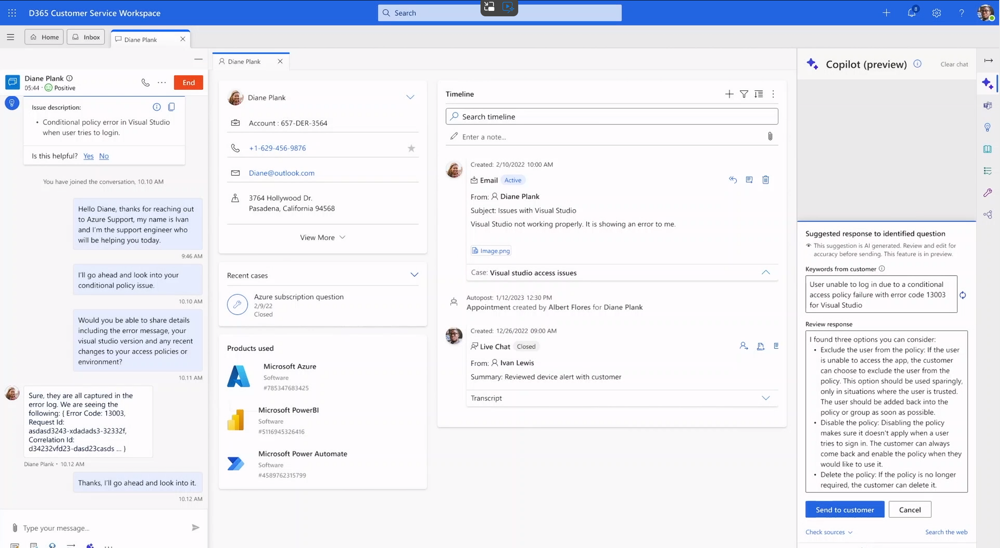 D365 Customer Service Workspace
Search
8
?
Home
Inbox
Diane Plank
Diane Plank
05:44 · Positive
End
Issue description:
• Conditional policy error in Visual Studio
when user tries to login.
Is this helpful? Yes No
You have joined the conversation, 10.10 AM
Hello Diane, thanks for reaching out
to Azure Support, my name is Ivan
and I'm the support engineer who
will be helping you today.
9:46 AM
I'll go ahead and look into your
conditional policy issue.
10.10 AM
Would you be able to share details
including the error message, your
visual studio version and any recent
changes to your access policies or
environment?
10.11 AM
Sure, they are all captured in the
error log. We are seeing the
following: { Error Code: 13003,
Request Id:
asdasd3243-xdadads3-32332f,
Correlation Id:
d34232vfd23-dasd23casds ... }
Diane Plank • 10.12 AM
Thanks, I'll go ahead and look into it.
10.12 AM
Type your message...
Diane Plank
Diane Plank
Account : 657-DER-3564
+1-629-456-9876
Diane@outlook.com
3764 Hollywood Dr.
Pasadena, California 94568
View More
Recent cases
Azure subscription question
2/9/22
Closed
Products used
Microsoft Azure
Software
#785347683425
Microsoft PowerBI
Software
#5116945326416
Microsoft Power Automate
Software
#4589762315799
Timeline
Search timeline
Enter a note...
Created: 2/10/2022 10:00 AM
Email Active
From: Diane Plank
Subject: Issues with Visual Studio
Visual Studio not working properly. It is showing an error to me.
Image.png
Case: Visual studio access issues
Autopost: 1/12/2023 12:30 PM
Appointment created by Albert Flores for Diane Plank
Created: 12/26/2022 09:00 AM
Live Chat Closed
From: Ivan Lewis
Summary: Reviewed device alert with customer
Transcript
Copilot (preview)
Clear chat
Suggested response to identified question
This suggestion is AI generated. Review and edit for
accuracy before sending. This feature is in preview.
Keywords from customer
User unable to log in due to a conditional
access policy failure with error code 13003
for Visual Studio
Review response
I found three options you can consider:
• Exclude the user from the policy: If the user
is unable to access the app, the customer
can choose to exclude the user from the
policy. This option should be used sparingly,
only in situations where the user is trusted.
The user should be added back into the
policy or group as soon as possible.
• Disable the policy: Disabling the policy
makes sure it doesn't apply when a user
tries to sign in. The customer can always
come back and enable the policy when they
would like to use it.
• Delete the policy: If the policy is no longer
required, the customer can delete it.
Send to customer
Cancel
Check sources
Search the web